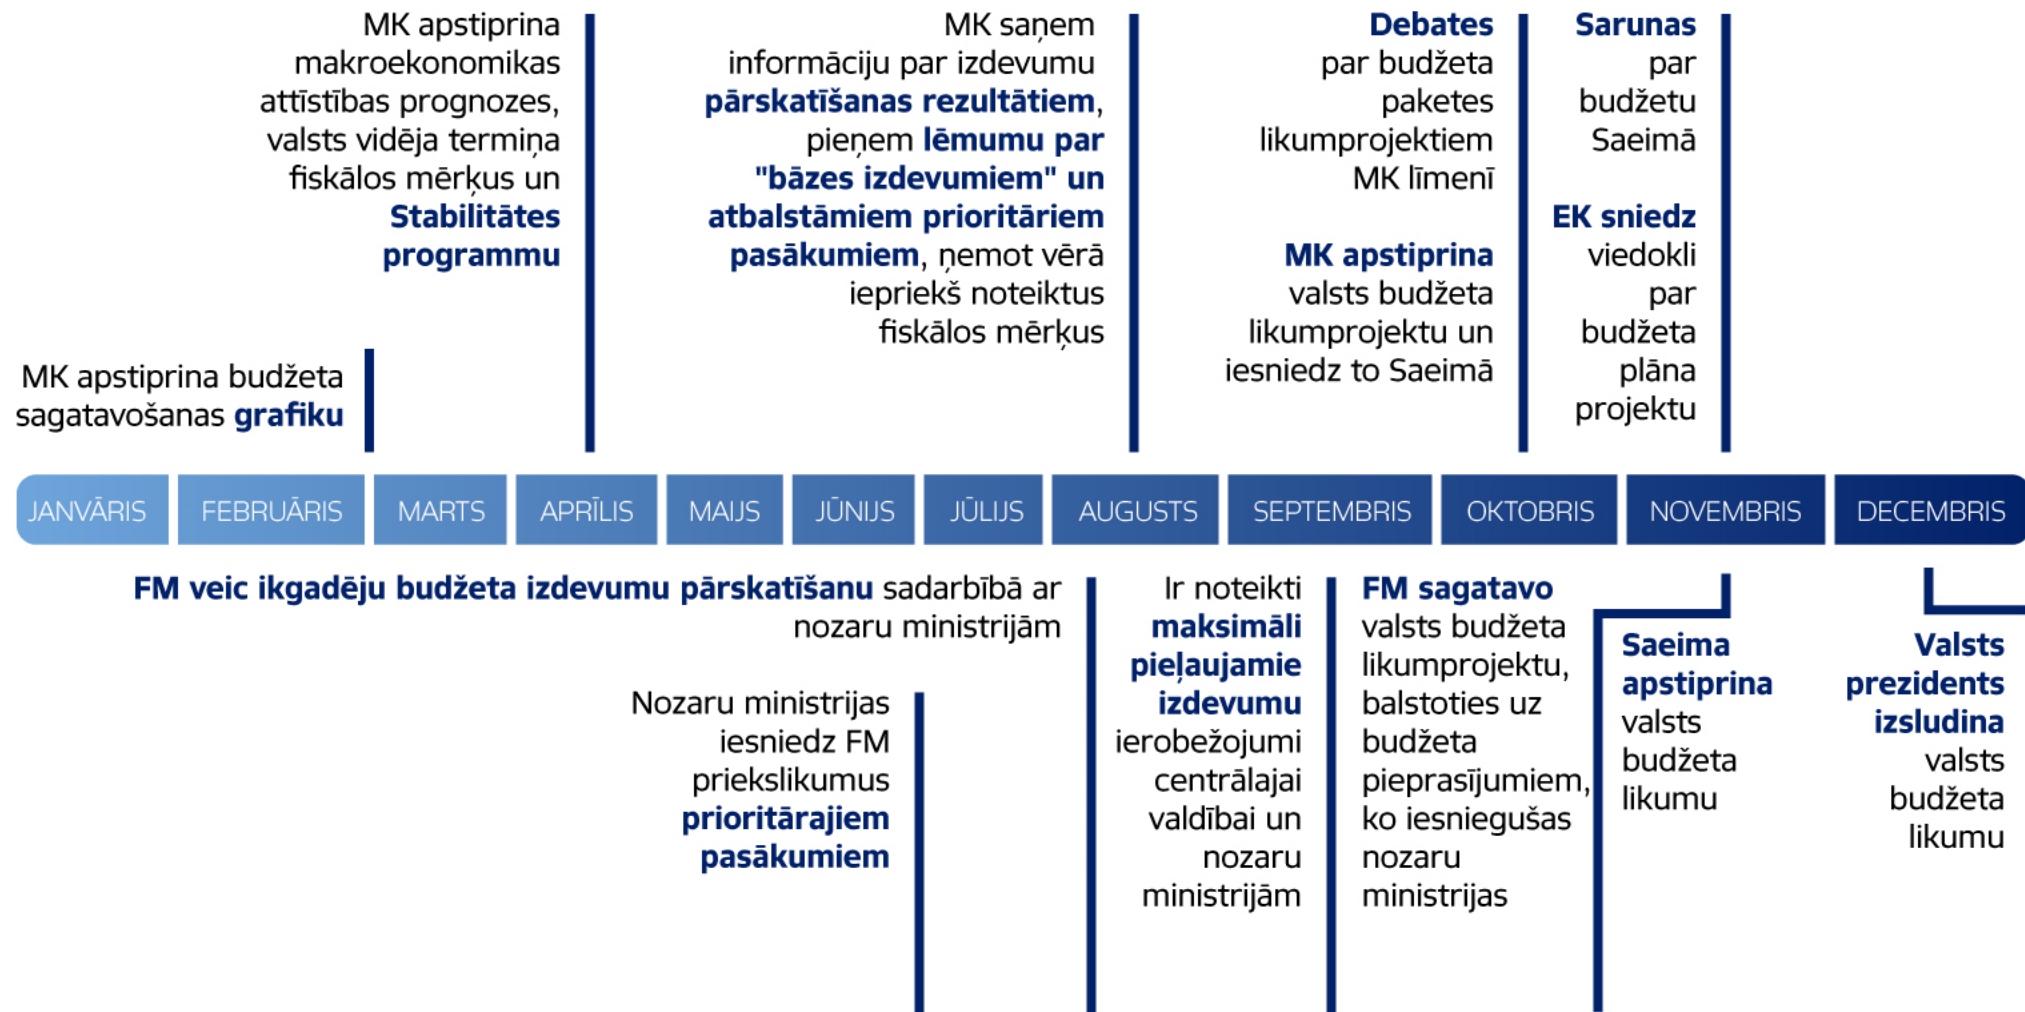 MK apstiprina
makroekonomikas
attīstības prognozes,
valsts vidēja termiņa
fiskālos mērķus un
Stabilitātes
programmu
MK saņem
informāciju par izdevumu
pārskatīšanas rezultātiem,
pieņem lēmumu par
"bāzes izdevumiem" un
atbalstāmiem prioritāriem
pasākumiem, ņemot vērā
iepriekš noteiktus
fiskālos mērķus
Debates
par budžeta
paketes
likumprojektiem
MK līmenī
MK apstiprina
valsts budžeta
likumprojektu un
iesniedz to Saeimā
Sarunas
par
budžetu
Saeimā
EK sniedz
viedokli
par
budžeta
plāna
projektu
MK apstiprina budžeta
sagatavošanas grafiku
JANVĀRIS
FEBRUĀRIS
MARTS
APRĪLIS
MAIJS
JŪNIJS
JŪLIJS
AUGUSTS
SEPTEMBRIS
OKTOBRIS
NOVEMBRIS
DECEMBRIS
FM veic ikgadēju budžeta izdevumu pārskatīšanu sadarbībā ar
nozaru ministrijām
Nozaru ministrijas
iesniedz FM
priekslikumus
prioritārajiem
pasākumiem
Ir noteikti
maksimāli
pieļaujamie
izdevumu
ierobežojumi
centrālajai
valdībai un
nozaru
ministrijām
FM sagatavo
valsts budžeta
likumprojektu,
balstoties uz
budžeta
pieprasījumiem,
ko iesniegušas
nozaru
ministrijas
Saeima
apstiprina
valsts
budžeta
likumu
Valsts
prezidents
izsludina
valsts
budžeta
likumu